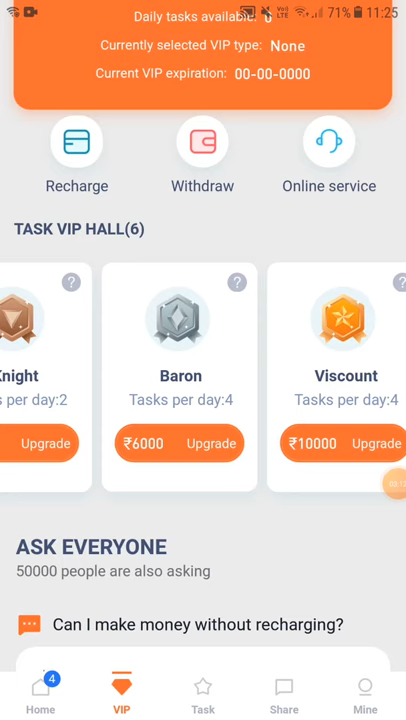 71% 11:25
Daily tasks available: 0
Currently selected VIP type: None
Current VIP expiration: 00-00-0000
Recharge Withdraw Online service
TASK VIP HALL(6)
? ? ?
Knight Baron Viscount
s per day:2 Tasks per day:4 Tasks per day:4
Upgrade ₹6000 Upgrade ₹10000 Upgrade
ASK EVERYONE
50000 people are also asking
Can I make money without recharging?
4
Home VIP Task Share Mine